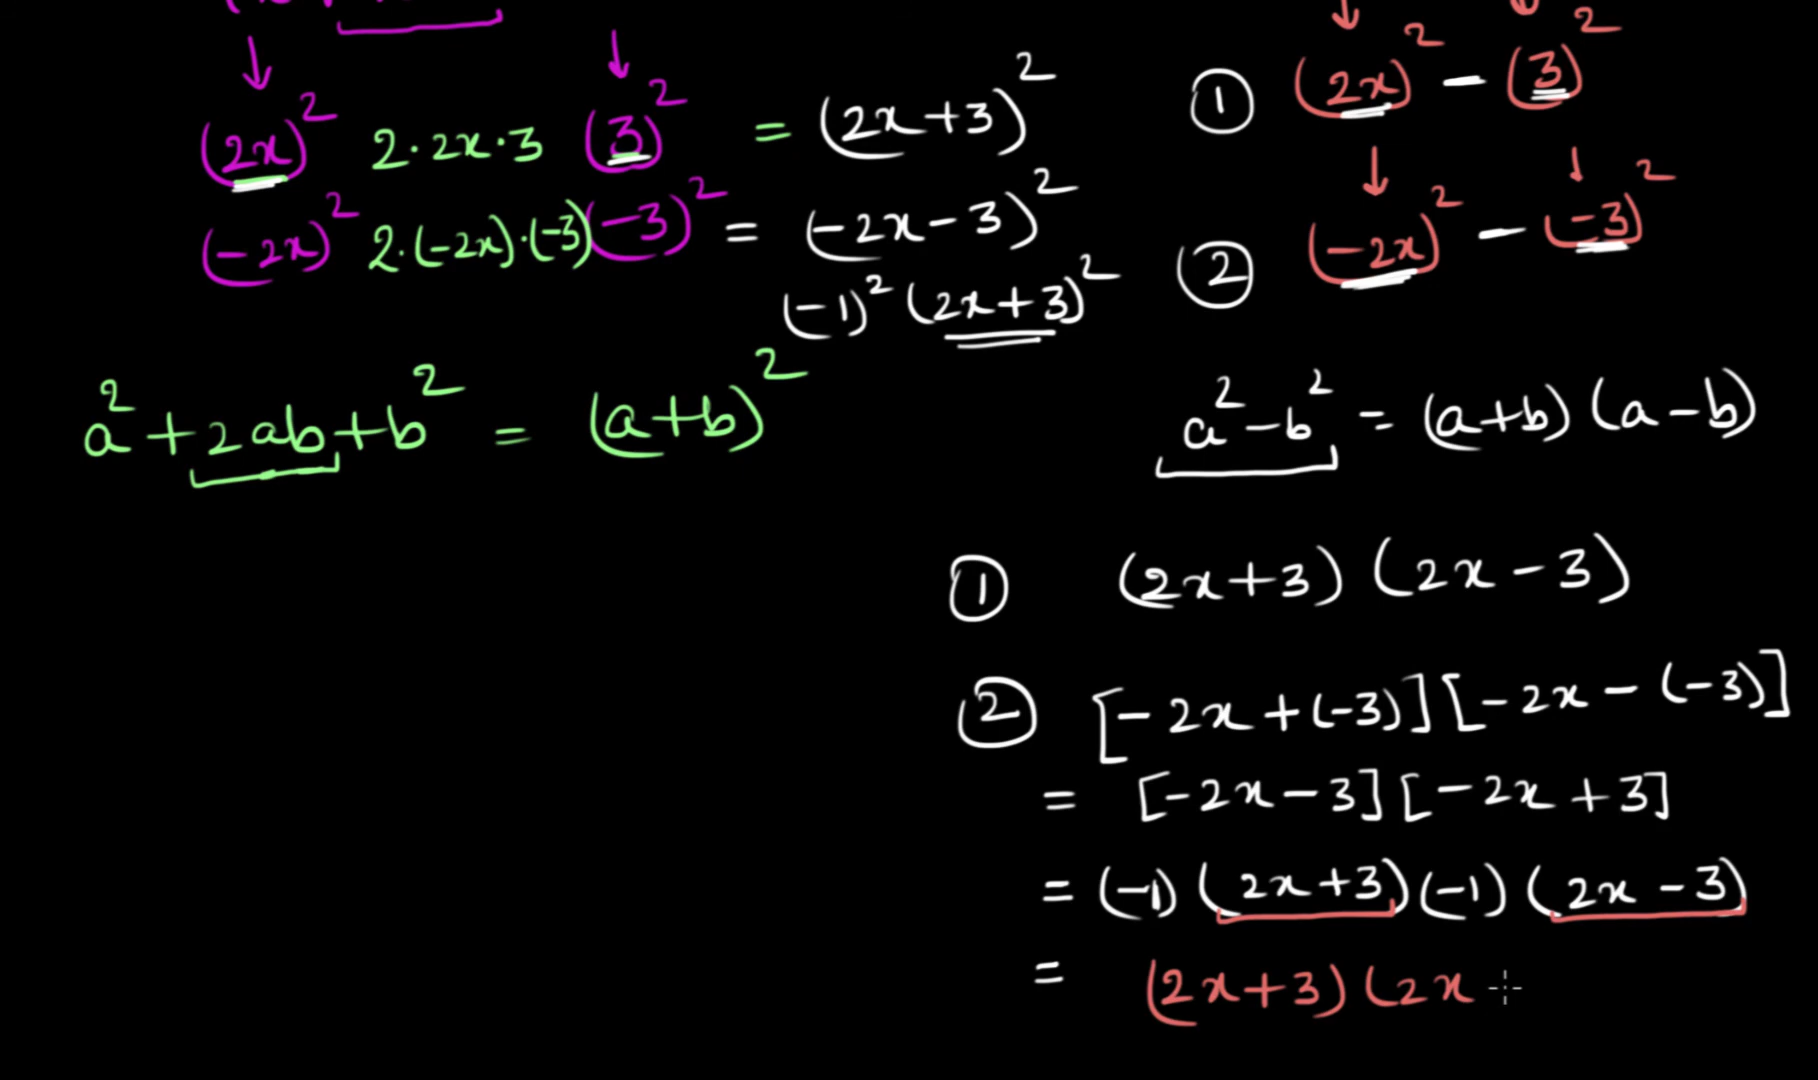 (2x)² 2·2x·3 (3)² = (2x+3)²
(-2x)² 2·(-2x)·(-3)(-3)² = (-2x-3)²
(-1)² (2x+3)²
a²+2ab+b² = (a+b)²
① (2x)² - (3)²
② (-2x)² - (-3)²
a²-b² = (a+b)(a-b)
① (2x+3)(2x-3)
② [-2x+(-3)][-2x-(-3)]
= [-2x-3][-2x+3]
= (-1)(2x+3)(-1)(2x-3)
= (2x+3)(2x